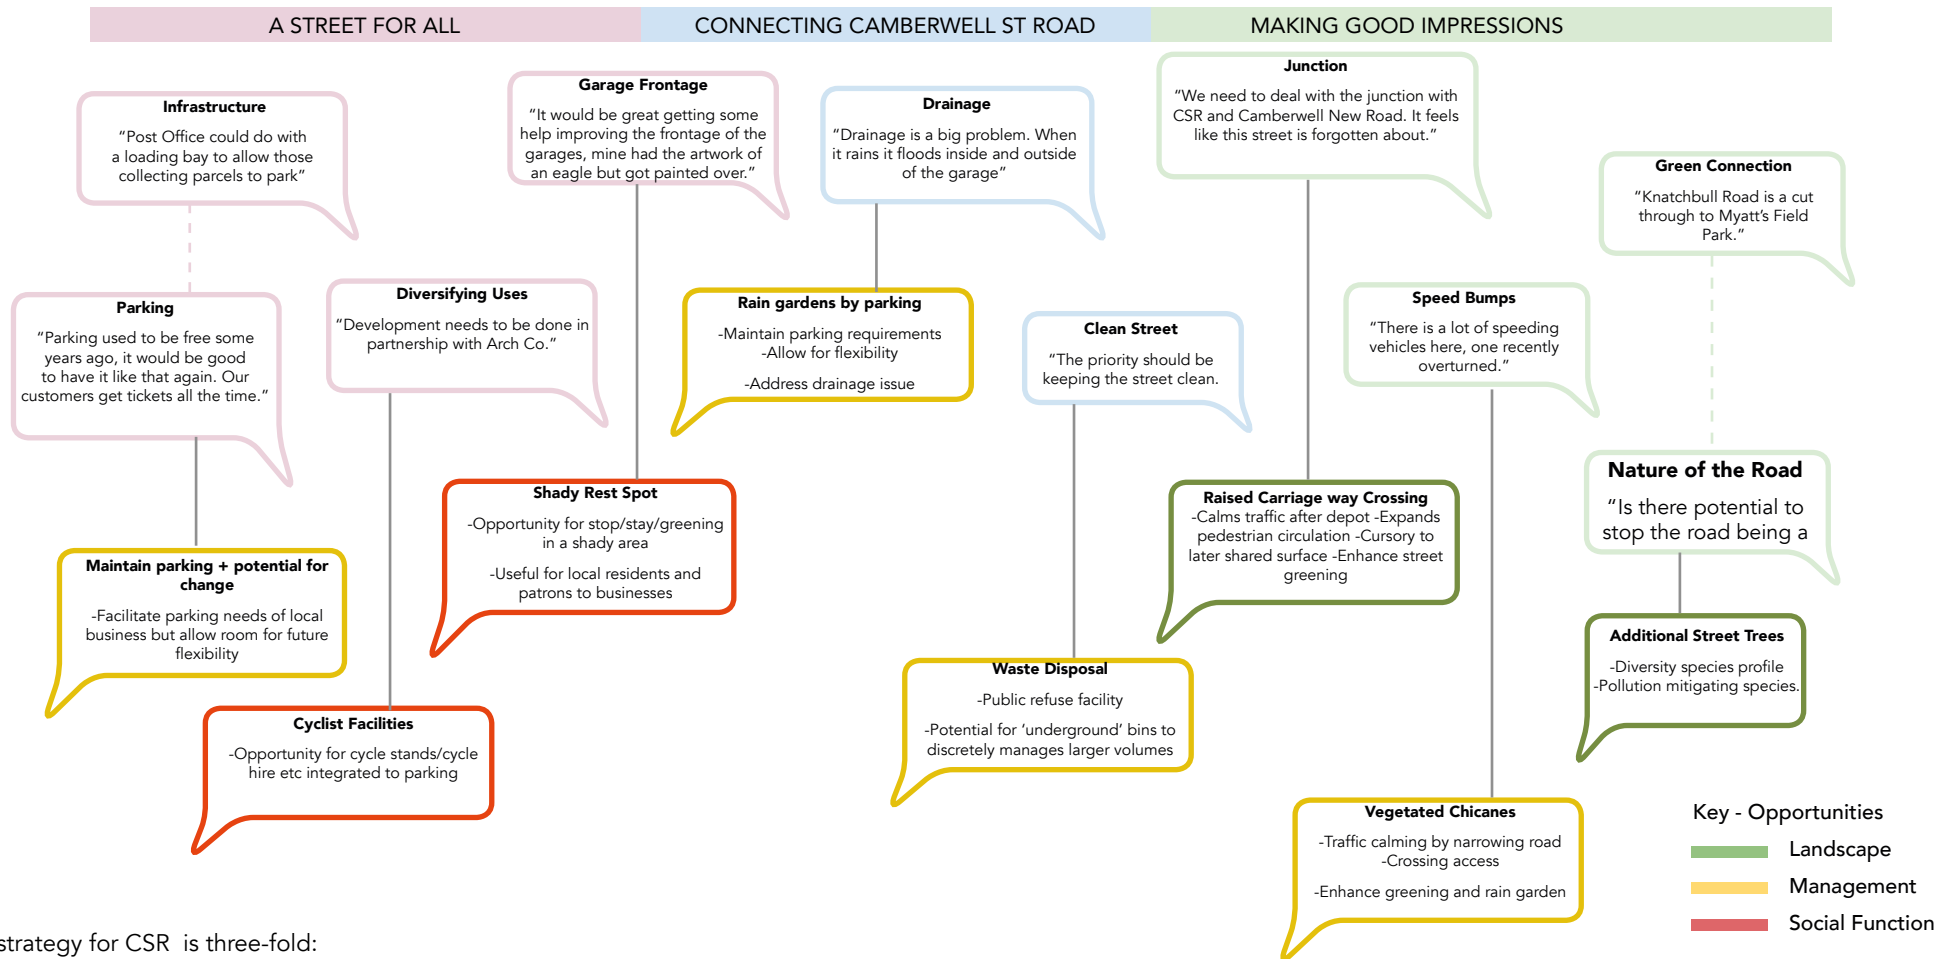 A STREET FOR ALL
CONNECTING CAMBERWELL ST ROAD
MAKING GOOD IMPRESSIONS
Infrastructure
“Post Office could do with
a loading bay to allow those
collecting parcels to park”
Garage Frontage
“It would be great getting some
help improving the frontage of the
garages, mine had the artwork of
an eagle but got painted over.”
Drainage
“Drainage is a big problem. When
it rains it floods inside and outside
of the garage”
Junction
“We need to deal with the junction with
CSR and Camberwell New Road. It feels
like this street is forgotten about.”
Green Connection
“Knatchbull Road is a cut
through to Myatt’s Field
Park.”
Parking
“Parking used to be free some
years ago, it would be good
to have it like that again. Our
customers get tickets all the time.”
Diversifying Uses
“Development needs to be done in
partnership with Arch Co.”
Rain gardens by parking
-Maintain parking requirements
-Allow for flexibility
-Address drainage issue
Clean Street
“The priority should be
keeping the street clean.
Speed Bumps
“There is a lot of speeding
vehicles here, one recently
overturned.”
Nature of the Road
“Is there potential to
stop the road being a
Shady Rest Spot
-Opportunity for stop/stay/greening
in a shady area
-Useful for local residents and
patrons to businesses
Raised Carriage way Crossing
-Calms traffic after depot -Expands
pedestrian circulation -Cursory to
later shared surface -Enhance street
greening
Maintain parking + potential for
change
-Facilitate parking needs of local
business but allow room for future
flexibility
Additional Street Trees
-Diversity species profile
-Pollution mitigating species.
Waste Disposal
-Public refuse facility
-Potential for ‘underground’ bins to
discretely manages larger volumes
Cyclist Facilities
-Opportunity for cycle stands/cycle
hire etc integrated to parking
Vegetated Chicanes
-Traffic calming by narrowing road
-Crossing access
-Enhance greening and rain garden
Key - Opportunities
Landscape
Management
Social Function
strategy for CSR is three-fold: